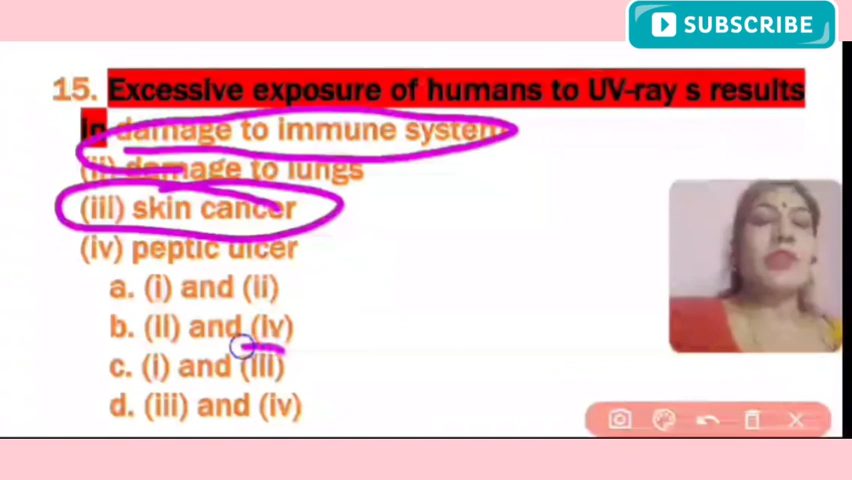 SUBSCRIBE
15. Excessive exposure of humans to UV-ray s results
in damage to immune system
(ii) damage to lungs
(iii) skin cancer
(iv) peptic ulcer
a. (i) and (ii)
b. (II) and (iv)
c. (i) and (iii)
d. (iii) and (iv)